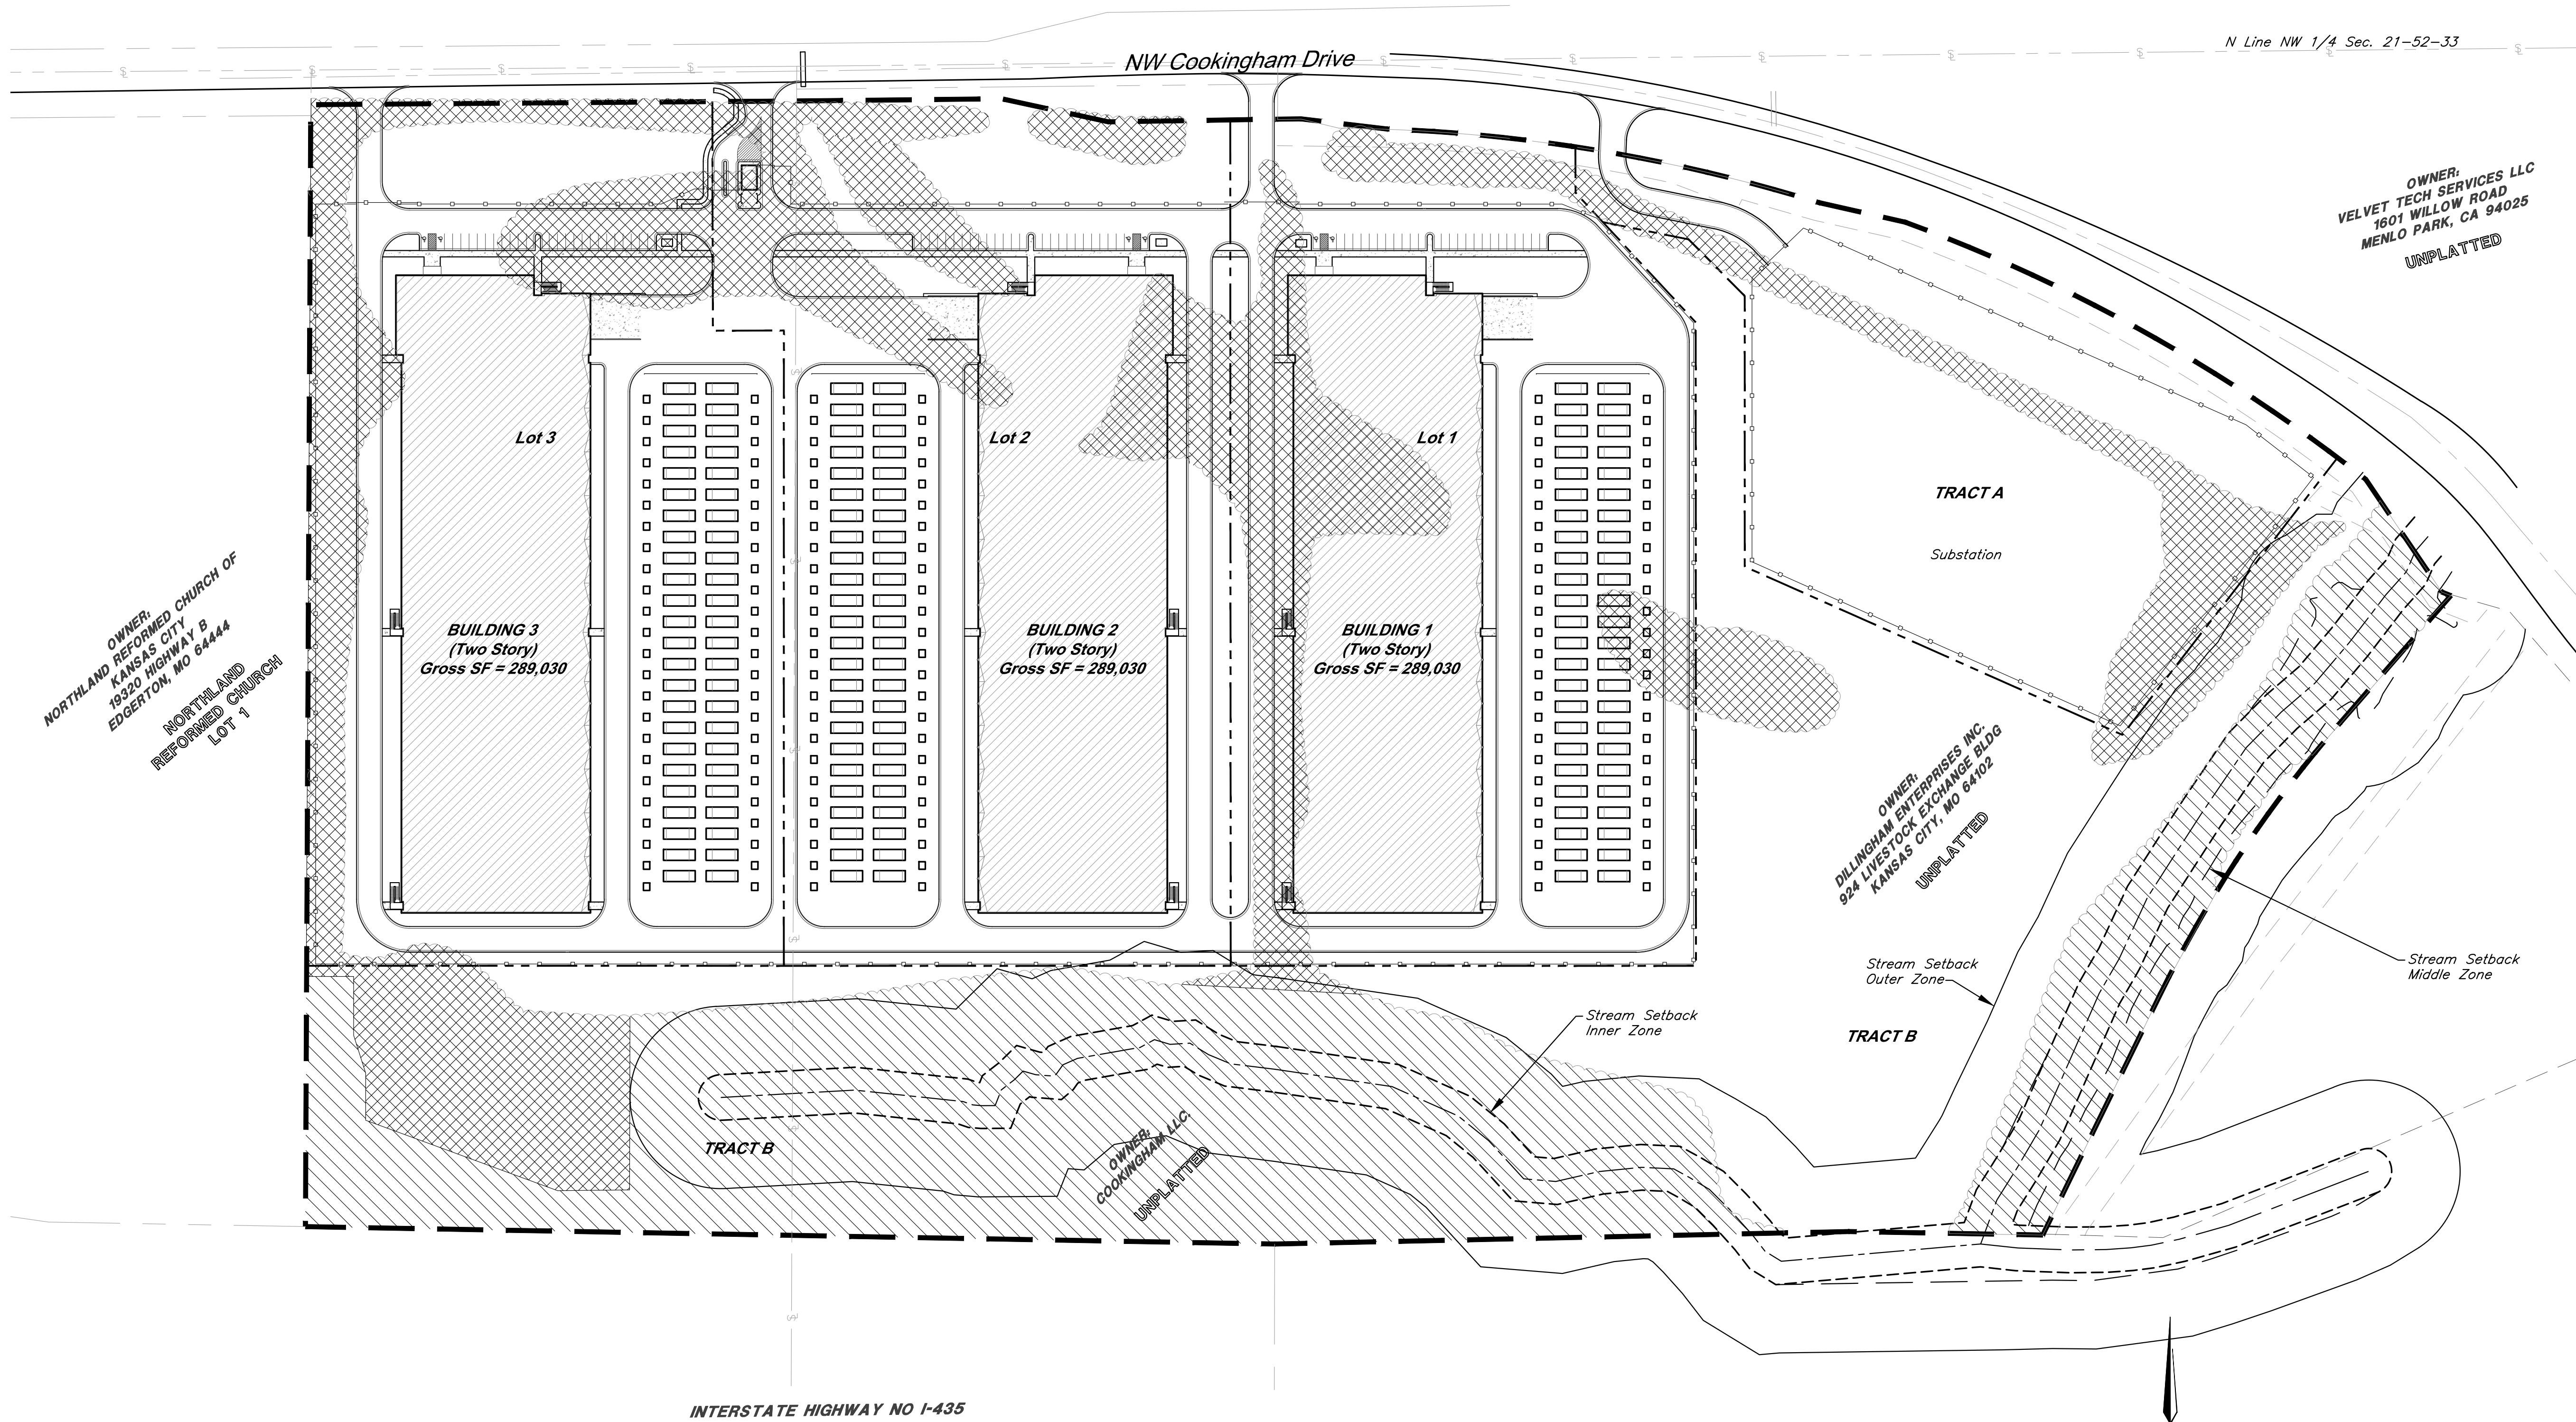 N Line NW 1/4 Sec. 21-52-33
NW Cookingham Drive
OWNER:
VELVET TECH SERVICES LLC
1601 WILLOW ROAD
MENLO PARK, CA 94025
UNPLATTED
Lot 3
Lot 2
Lot 1
TRACT A
Substation
OWNER:
NORTHLAND REFORMED CHURCH OF
KANSAS CITY
19320 HIGHWAY B
EDGERTON, MO 64444
NORTHLAND
REFORMED CHURCH
LOT 1
BUILDING 3
(Two Story)
Gross SF = 289,030
BUILDING 2
(Two Story)
Gross SF = 289,030
BUILDING 1
(Two Story)
Gross SF = 289,030
OWNER:
DILLINGHAM ENTERPRISES INC.
924 LIVESTOCK EXCHANGE BLDG
KANSAS CITY, MO 64102
UNPLATTED
Stream Setback
Outer Zone
Stream Setback
Middle Zone
Stream Setback
Inner Zone
TRACT B
TRACT B
OWNER:
COOKINGHAM LLC.
UNPLATTED
INTERSTATE HIGHWAY NO I-435